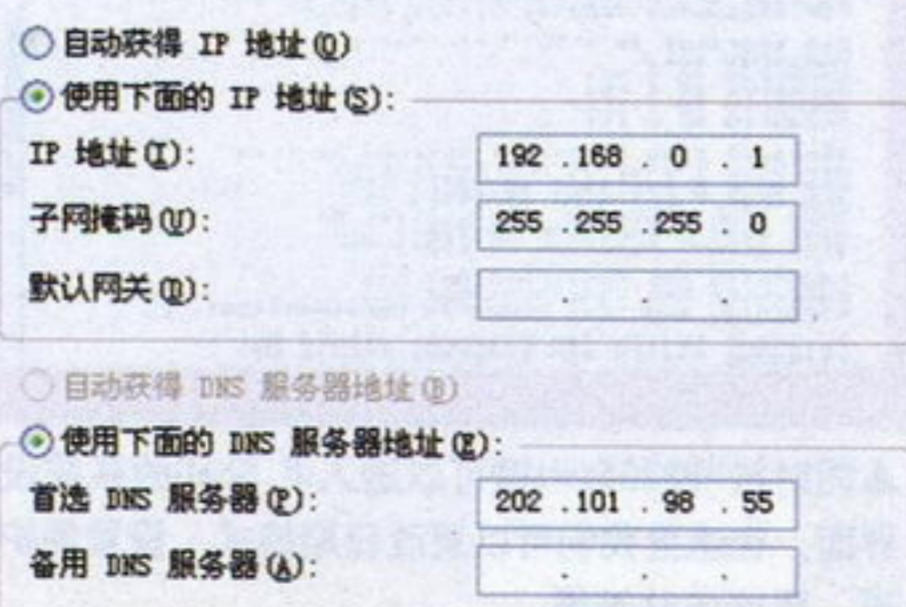 自动获得 IP 地址(O)
使用下面的 IP 地址(S):
IP 地址(I): 192 .168 . 0 . 1
子网掩码(U): 255 .255 .255 . 0
默认网关(D): . . .
自动获得 DNS 服务器地址(B)
使用下面的 DNS 服务器地址(E):
首选 DNS 服务器(P): 202 .101 . 98 . 55
备用 DNS 服务器(A): . . .